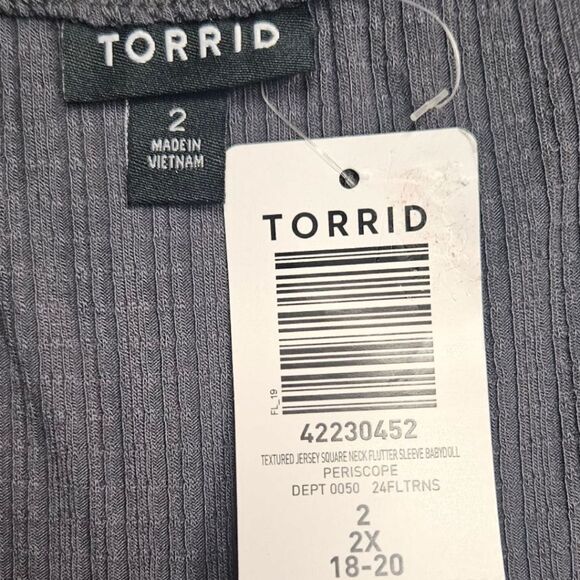 TORRID
2
MADE IN
VIETNAM
TORRID
FL_19
42230452
TEXTURED JERSEY SQUARE NECK FLUTTER SLEEVE BABYDOLL
PERISCOPE
DEPT 0050 24FLTRNS
2
2X
18-20